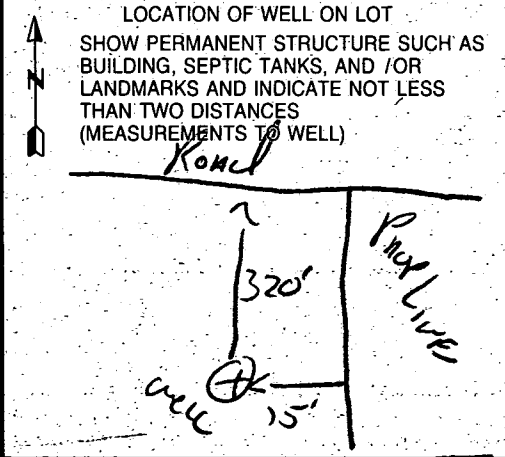 LOCATION OF WELL ON LOT
N
SHOW PERMANENT STRUCTURE SUCH AS
BUILDING, SEPTIC TANKS, AND /OR
LANDMARKS AND INDICATE NOT LESS
THAN TWO DISTANCES
(MEASUREMENTS TO WELL)
Road
Prop Line
320'
well
15'